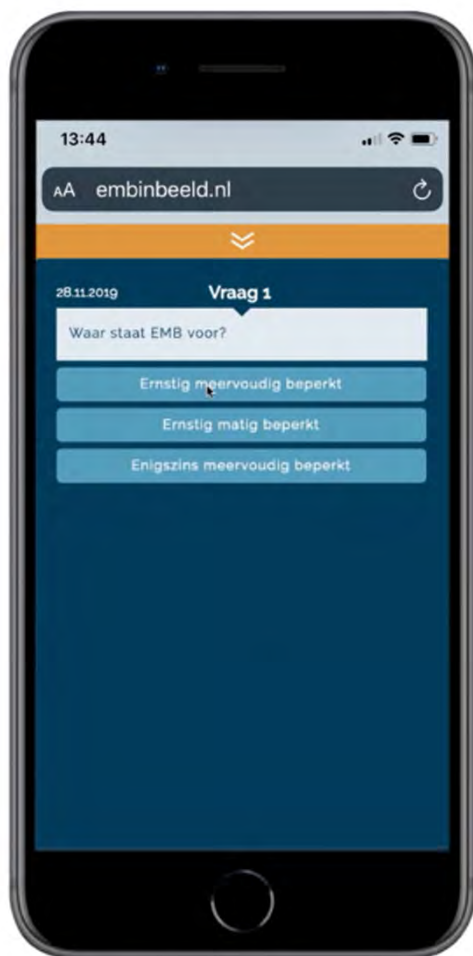 13:44
AA embinbeeld.nl
28.11.2019 Vraag 1
Waar staat EMB voor?
Ernstig meervoudig beperkt
Ernstig matig beperkt
Enigszins meervoudig beperkt